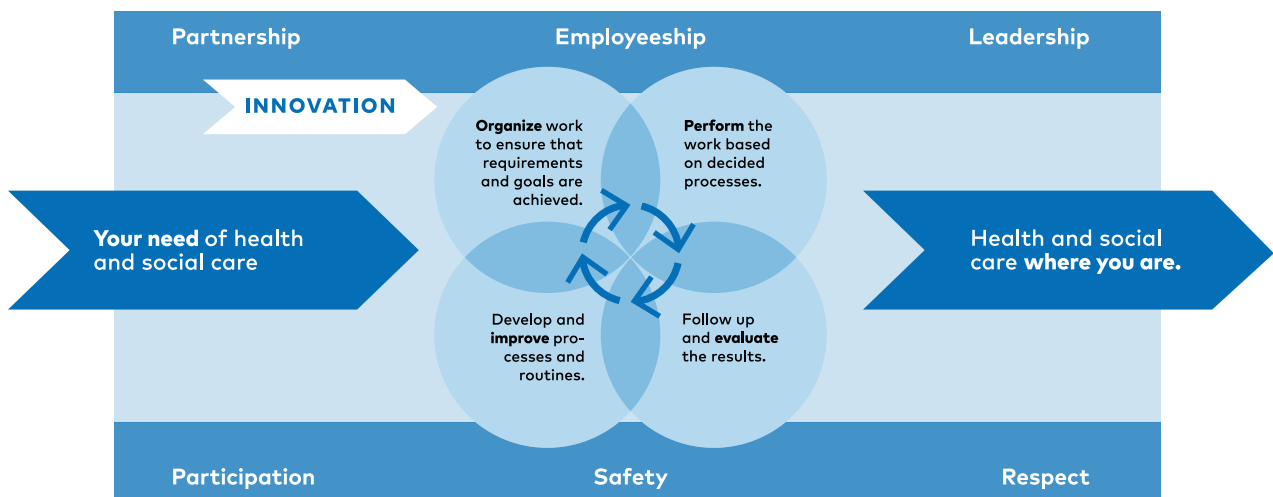 Partnership
Employeeship
Leadership
INNOVATION
Organize work
to ensure that
requirements
and goals are
achieved.
Perform the
work based
on decided
processes.
Your need of health
and social care
Health and social
care where you are.
Develop and
improve pro-
cesses and
routines.
Follow up
and evaluate
the results.
Participation
Safety
Respect